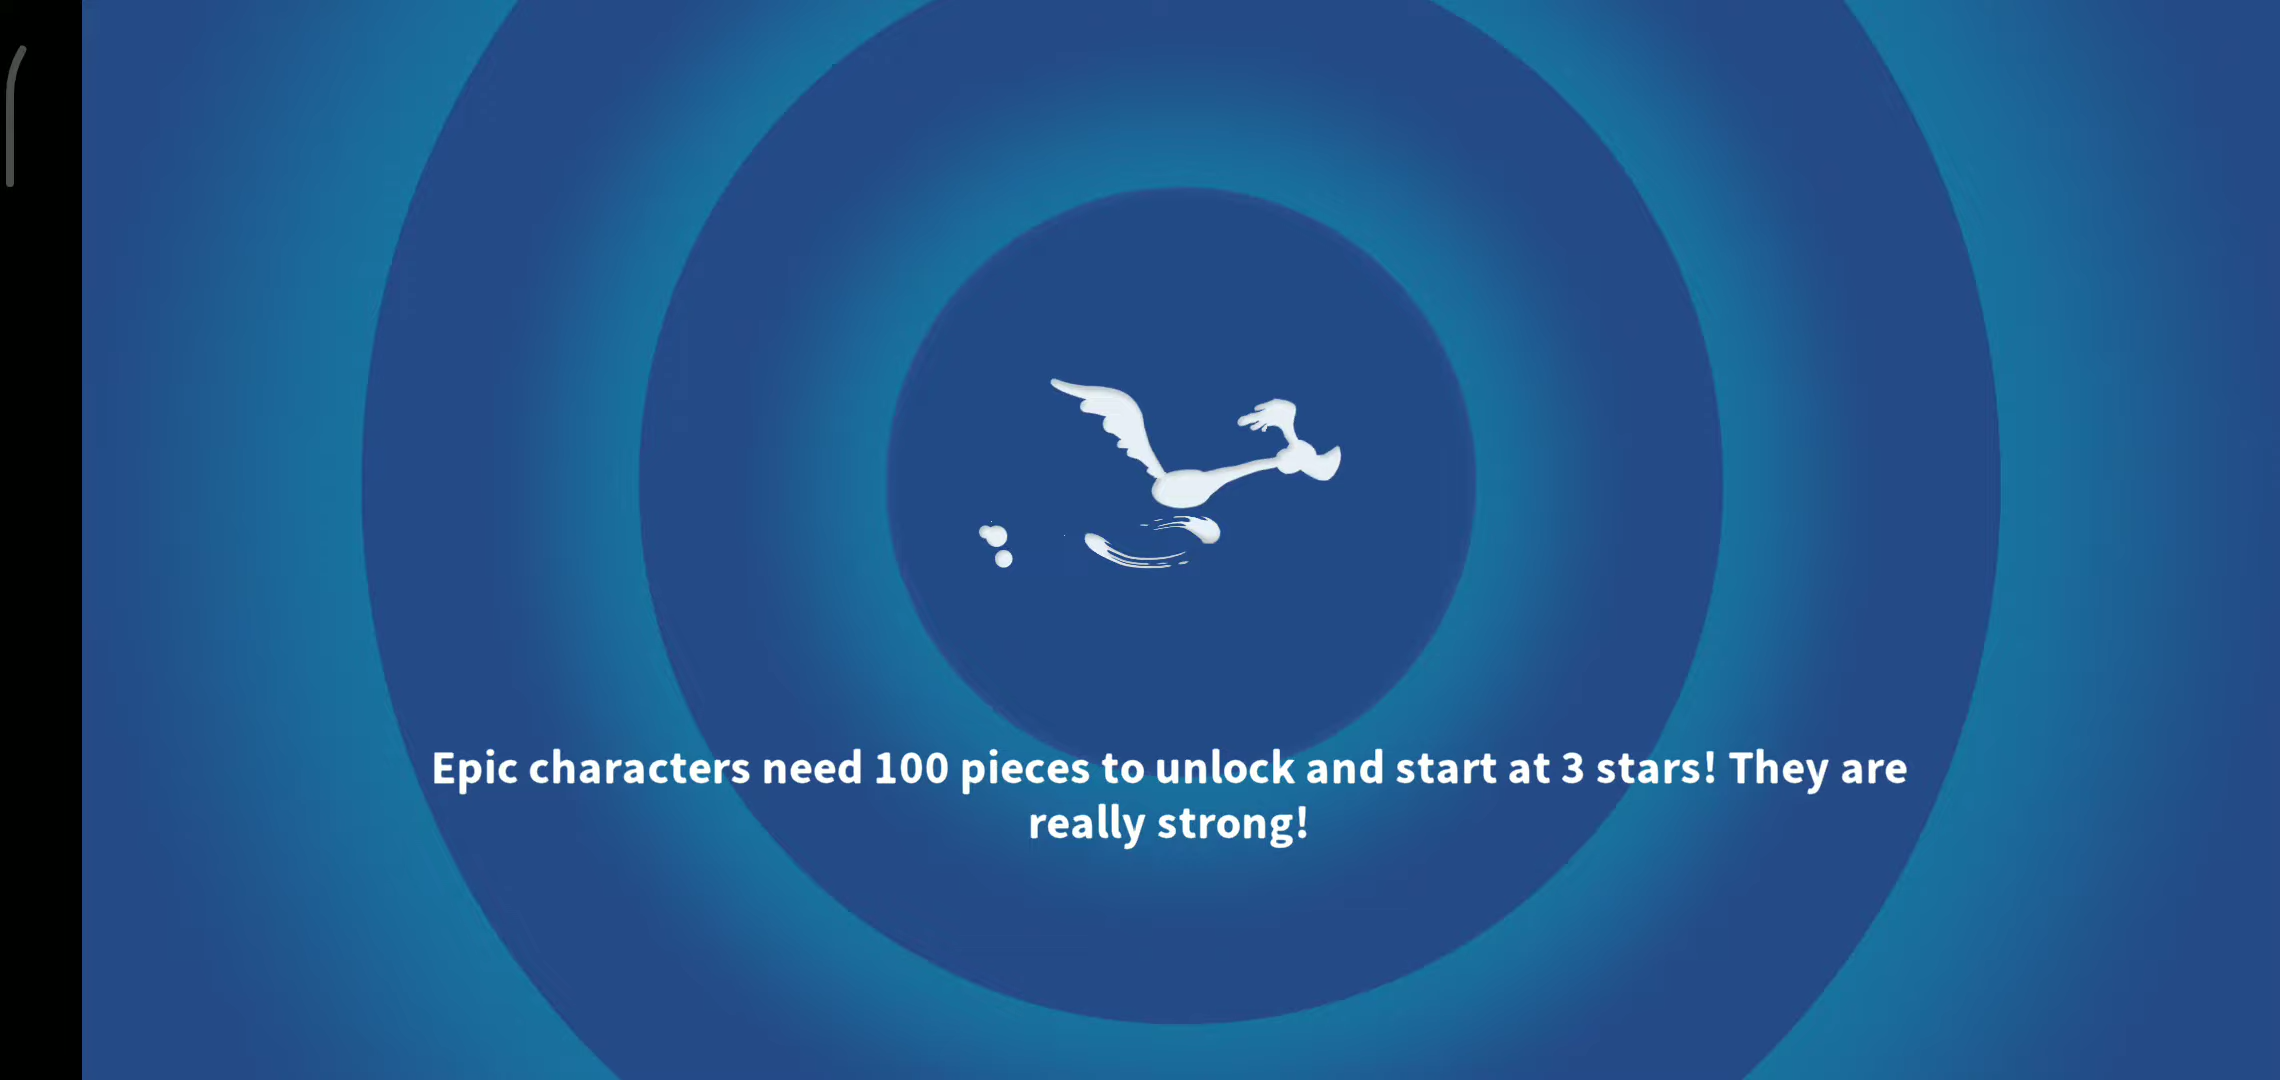 Epic characters need 100 pieces to unlock and start at 3 stars! They are
really strong!